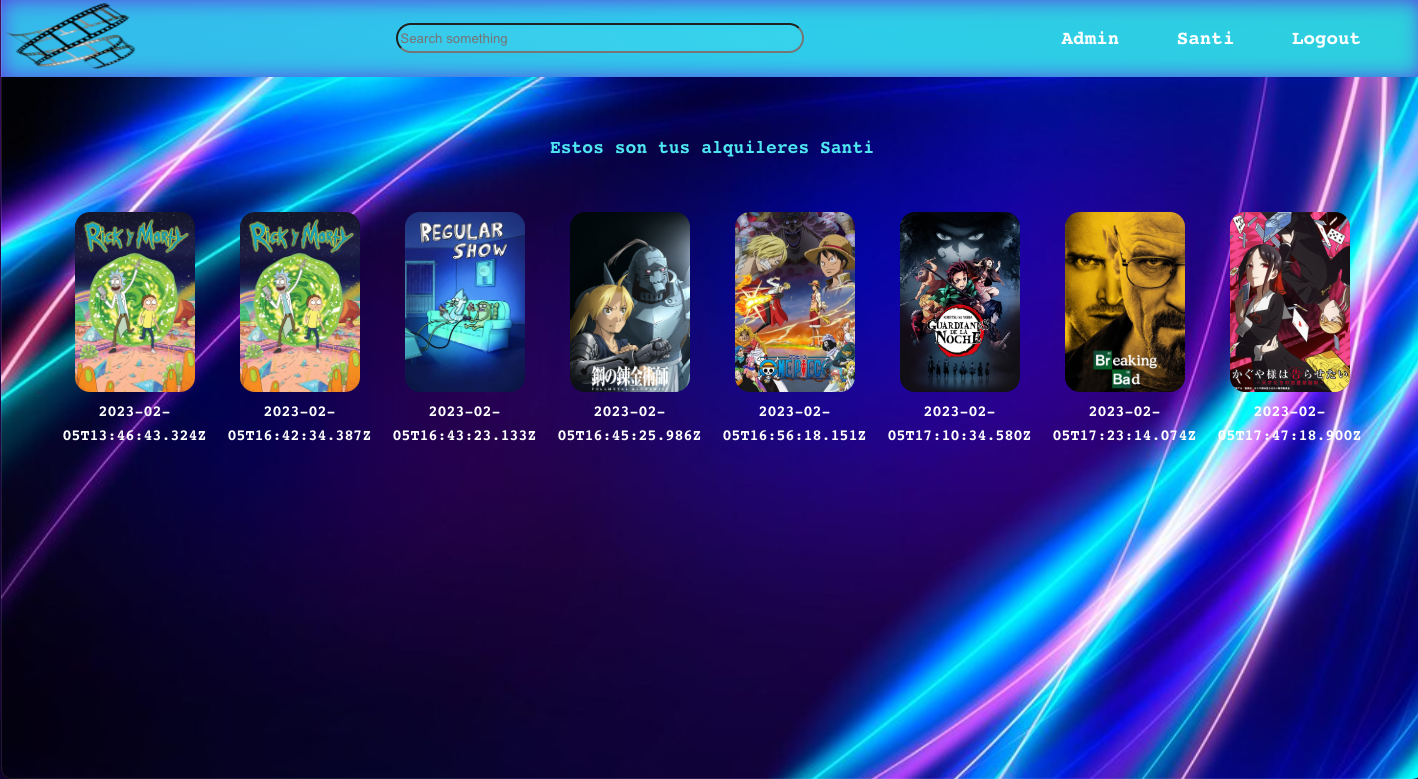 Search something
Admin
Santi
Logout
Estos son tus alquileres Santi
Rick y Morty
Rick y Morty
REGULAR
SHOW
鋼の錬金術師
FULLMETAL ALCHEMIST
ONE PIECE
GUARDIANES
DE LA
NOCHE
Breaking
Bad
かぐや様は告らせたい
2023-02-
05T13:46:43.324Z
2023-02-
05T16:42:34.387Z
2023-02-
05T16:43:23.133Z
2023-02-
05T16:45:25.986Z
2023-02-
05T16:56:18.151Z
2023-02-
05T17:10:34.580Z
2023-02-
05T17:23:14.074Z
2023-02-
05T17:47:18.900Z